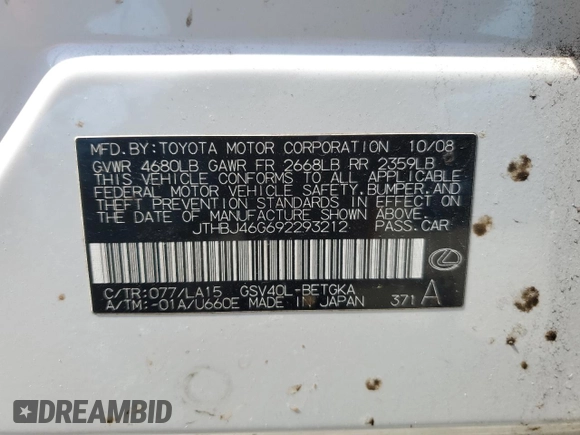 MFD.BY: TOYOTA MOTOR CORPORATION 10/08
GVWR 4680LB GAWR FR 2668LB RR 2359LB
THIS VEHICLE CONFORMS TO ALL APPLICABLE
FEDERAL MOTOR VEHICLE SAFETY, BUMPER, AND
THEFT PREVENTION STANDARDS IN EFFECT ON
THE DATE OF MANUFACTURE SHOWN ABOVE.
JTHBJ46G692293212 PASS.CAR
C/TR: 077/LA15 GSV40L-BETGKA
A/TM: -01A/U660E MADE IN JAPAN 371 A
DREAMBID